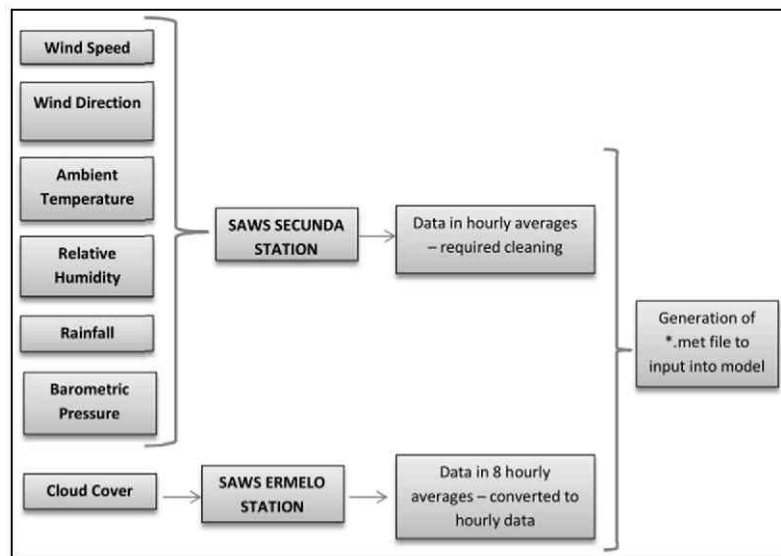 Wind Speed
Wind Direction
Ambient
Temperature
Relative
Humidity
Rainfall
Barometric
Pressure
Cloud Cover
SAWS SECUNDA
STATION
SAWS ERMELO
STATION
Data in hourly averages
– required cleaning
Data in 8 hourly
averages – converted to
hourly data
Generation of
*.met file to
input into model